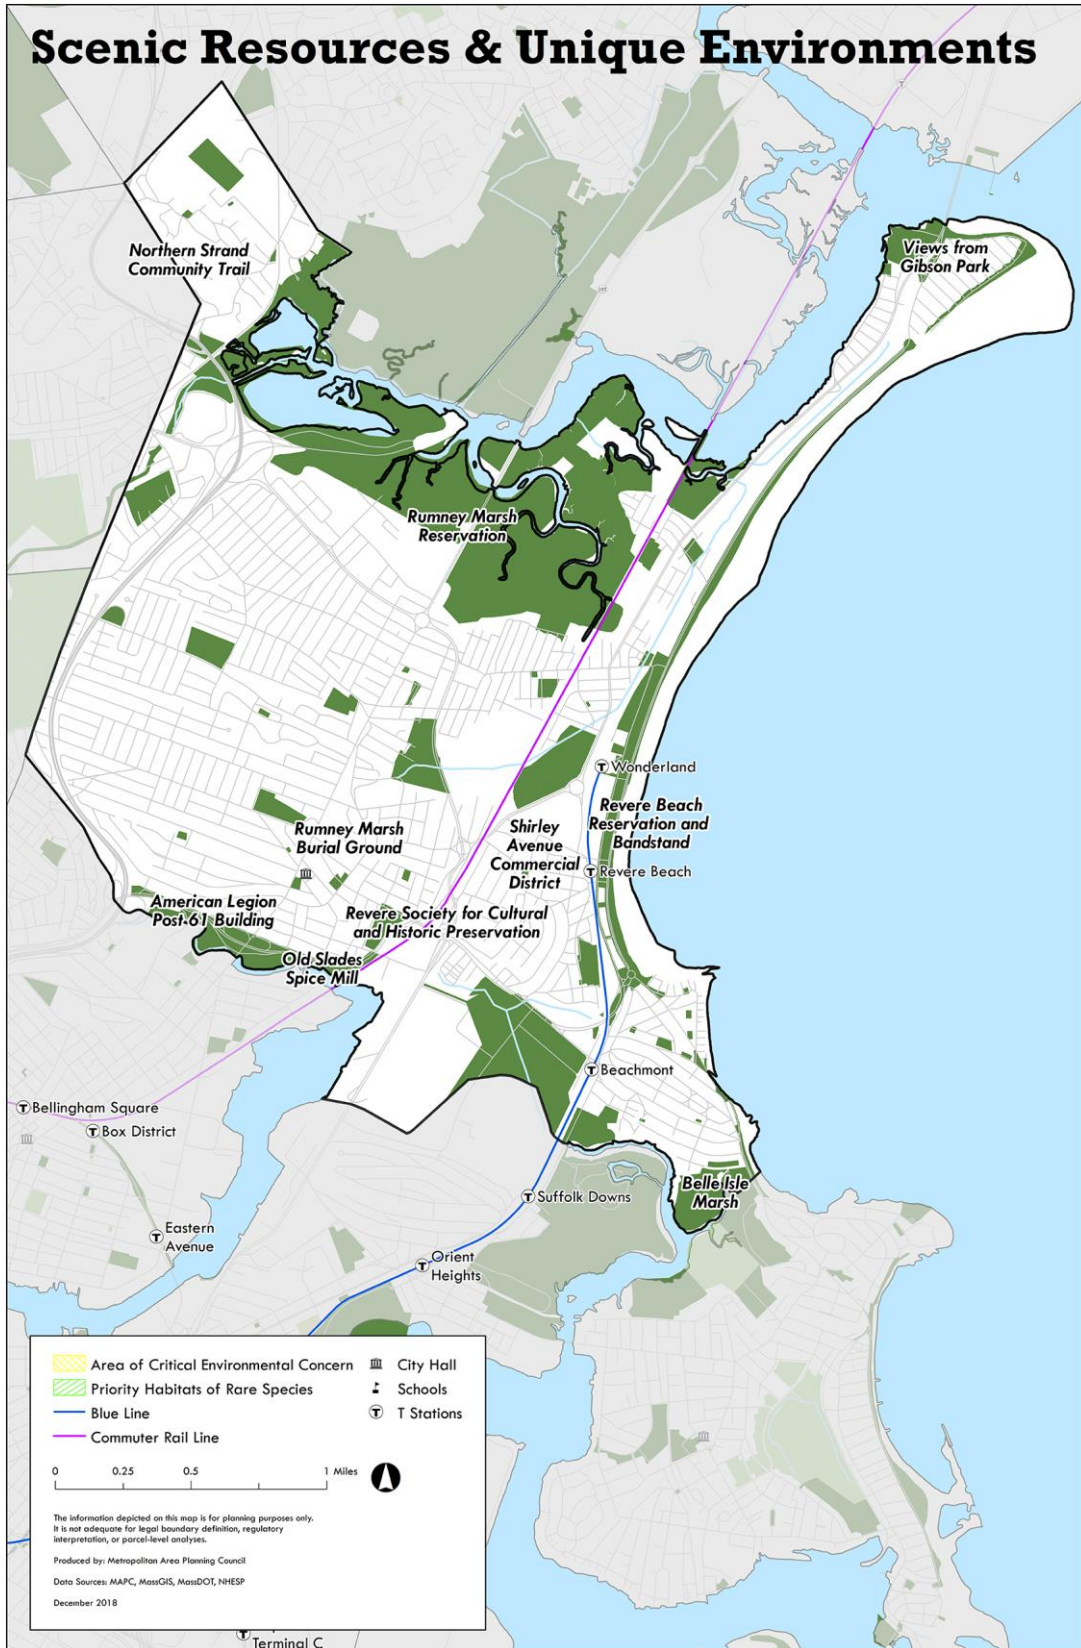 Scenic Resources & Unique Environments
Northern Strand
Community Trail
Views from
Gibson Park
Rumney Marsh
Reservation
Wonderland
Revere Beach
Reservation and
Bandstand
Shirley
Avenue
Commercial
District
Rumney Marsh
Burial Ground
Revere Beach
American Legion
Post 61 Building
Revere Society for Cultural
and Historic Preservation
Old Slades
Spice Mill
Beachmont
Bellingham Square
Box District
Belle Isle
Marsh
Suffolk Downs
Eastern
Avenue
Orient
Heights
Area of Critical Environmental Concern
Priority Habitats of Rare Species
Blue Line
Commuter Rail Line
City Hall
Schools
T Stations
0 0.25 0.5 1 Miles
The information depicted on this map is for planning purposes only.
It is not adequate for legal boundary definition, regulatory
interpretation, or parcel-level analyses.
Produced by: Metropolitan Area Planning Council
Data Sources: MAPC, MassGIS, MassDOT, NHESP
December 2018
Terminal C